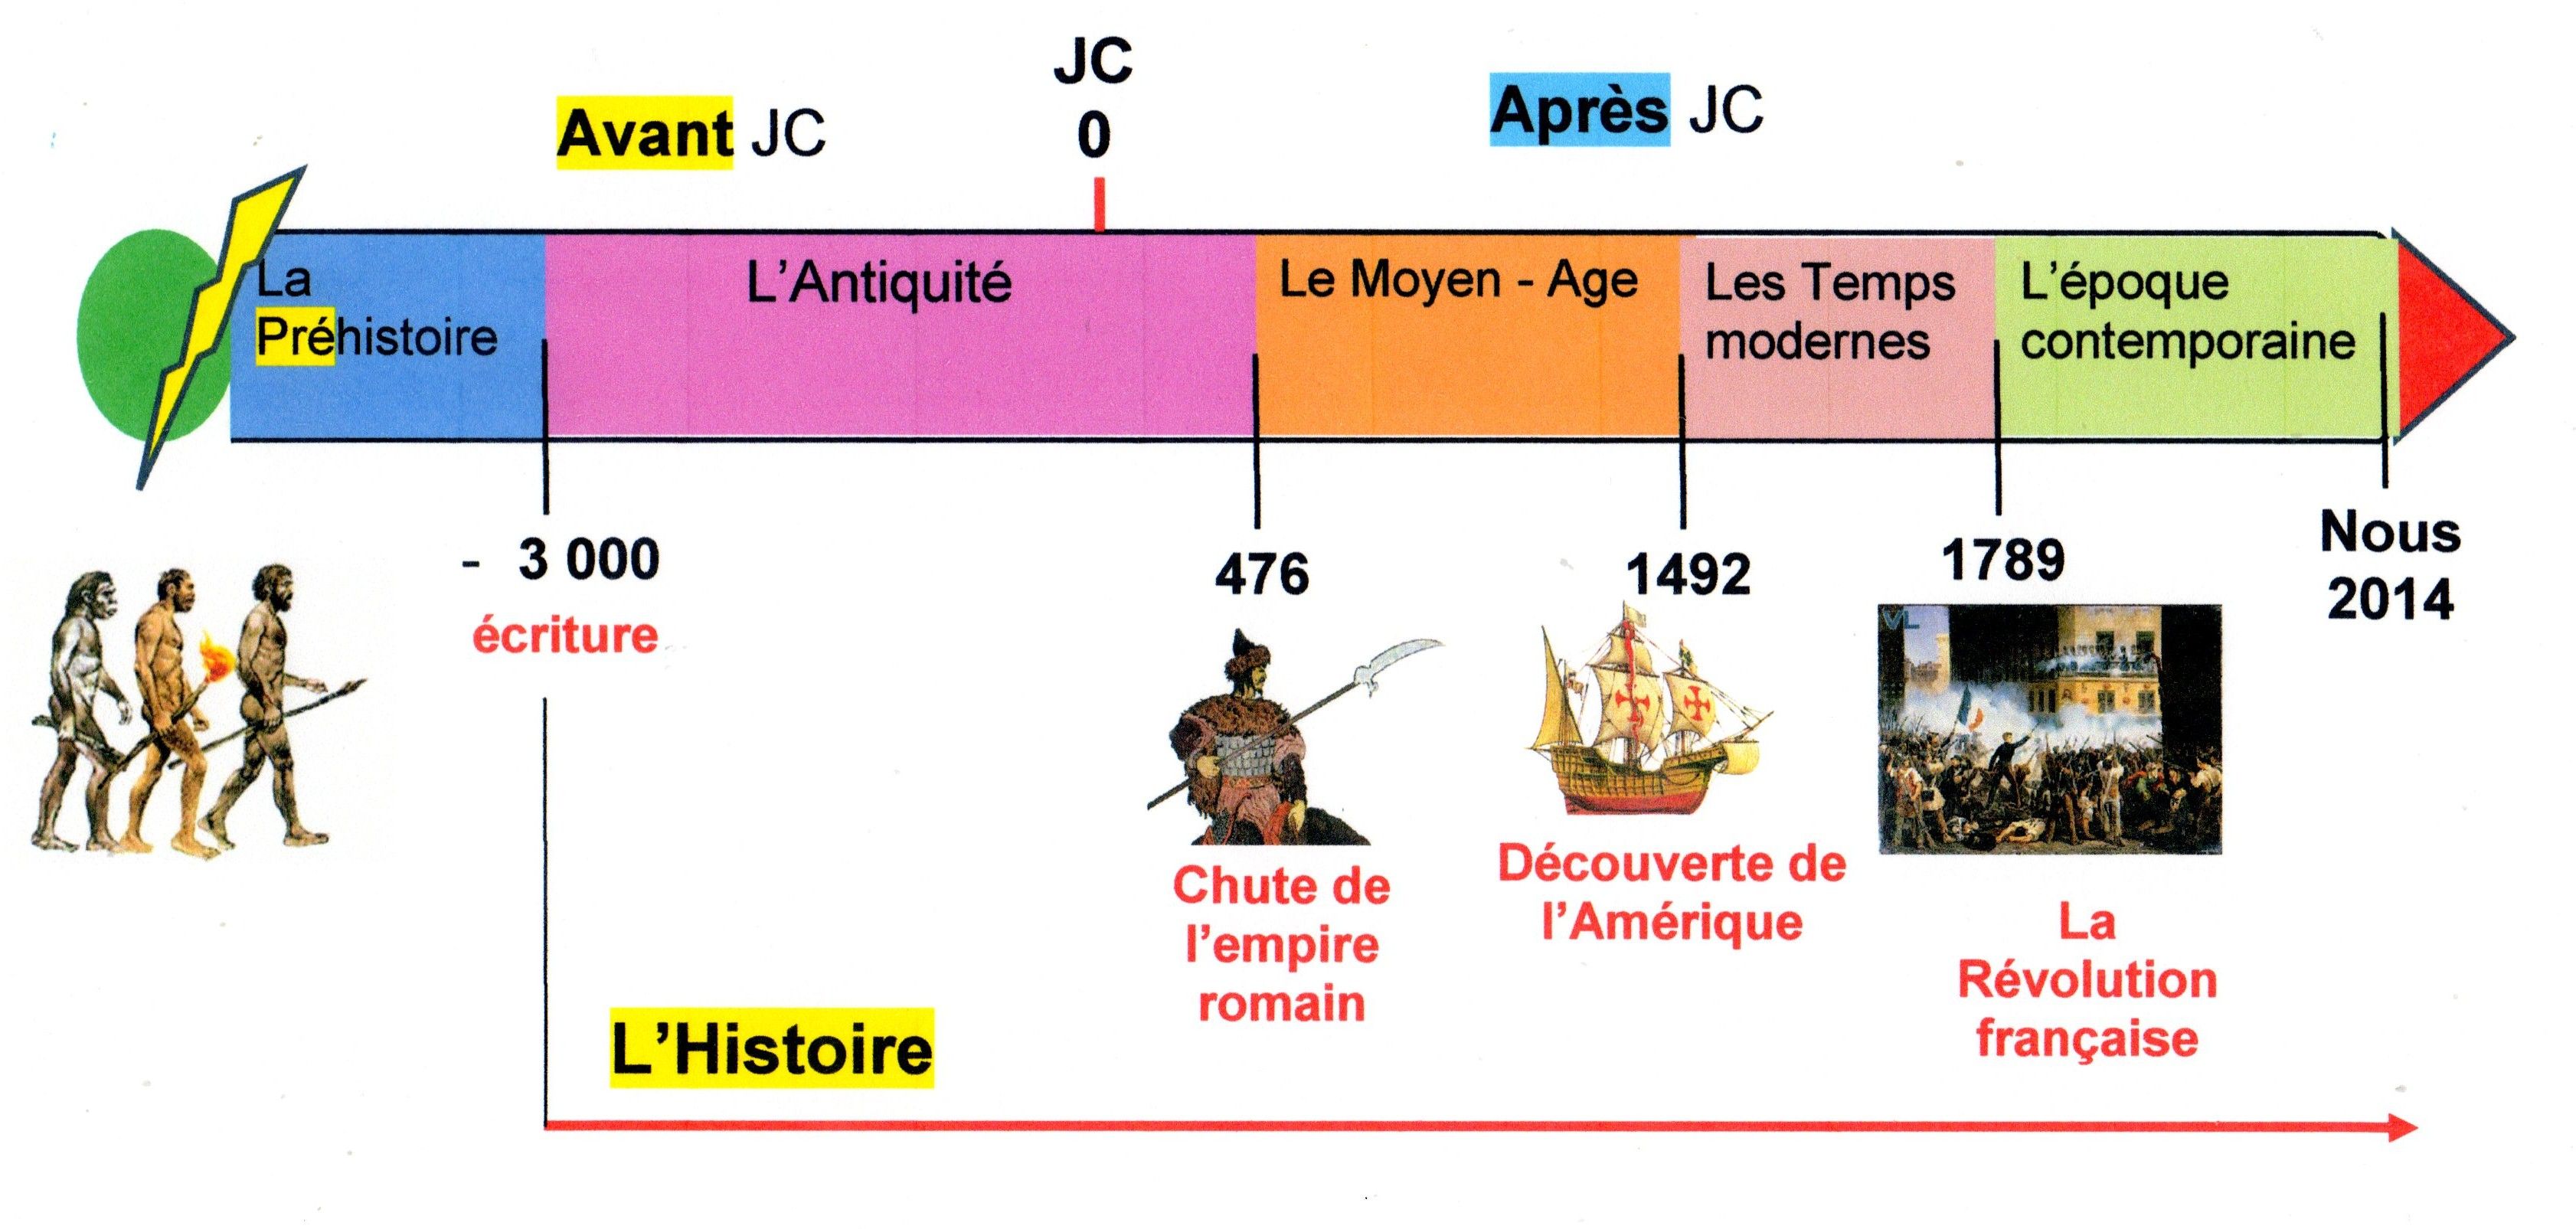 JC
0
Avant JC
Après JC
La
Préhistoire
L’Antiquité
Le Moyen - Age
Les Temps
modernes
L’époque
contemporaine
- 3 000
écriture
476
Chute de
l’empire
romain
1492
Découverte de
l’Amérique
1789
VL
La
Révolution
française
Nous
2014
L’Histoire